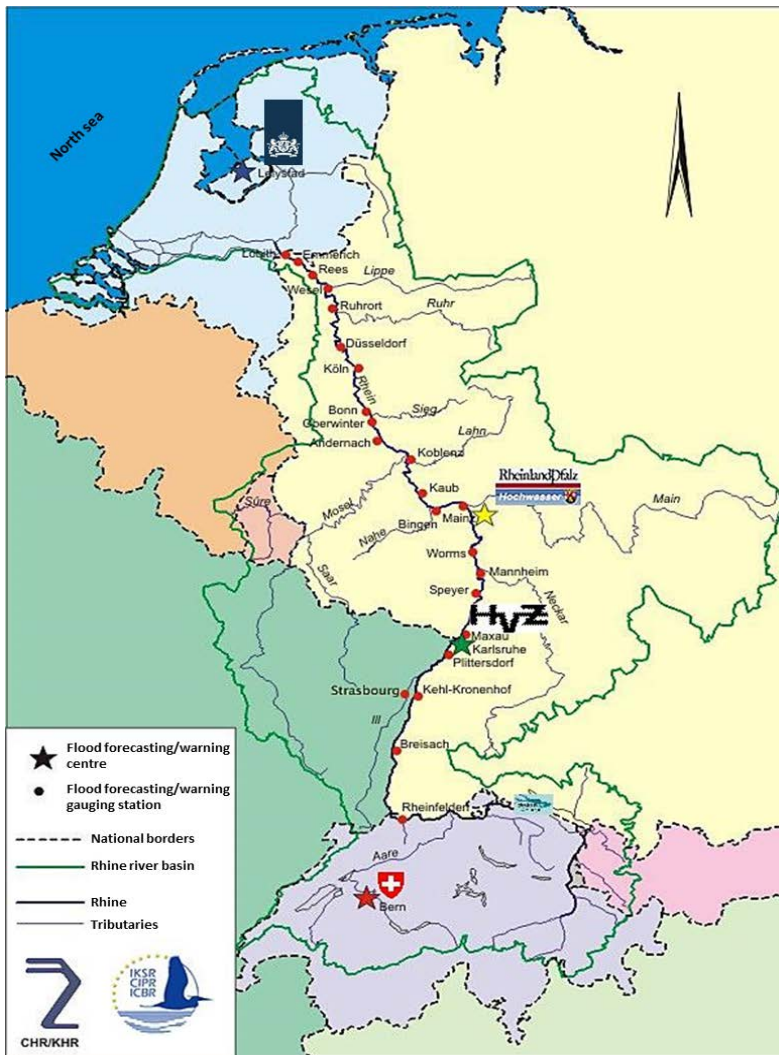 North sea
Lelystad
Lobith
Emmerich
Rees
Lippe
Wesel
Ruhrort
Ruhr
Düsseldorf
Köln
Rhein
Bonn
Sieg
Oberwinter
Lahn
Andernach
Koblenz
RheinlandPfalz
Hochwasser
Kaub
Mosel
Main
Sûre
Bingen
Mainz
Nahe
Worms
Saar
Mannheim
Speyer
Neckar
HVZ
Maxau
Karlsruhe
Plittersdorf
Strasbourg
Kehl-Kronenhof
Ill
Breisach
Rheinfelden
Aare
Bern
Flood forecasting/warning
centre
Flood forecasting/warning
gauging station
National borders
Rhine river basin
Rhine
Tributaries
IKSR
CIPR
ICBR
CHR/KHR